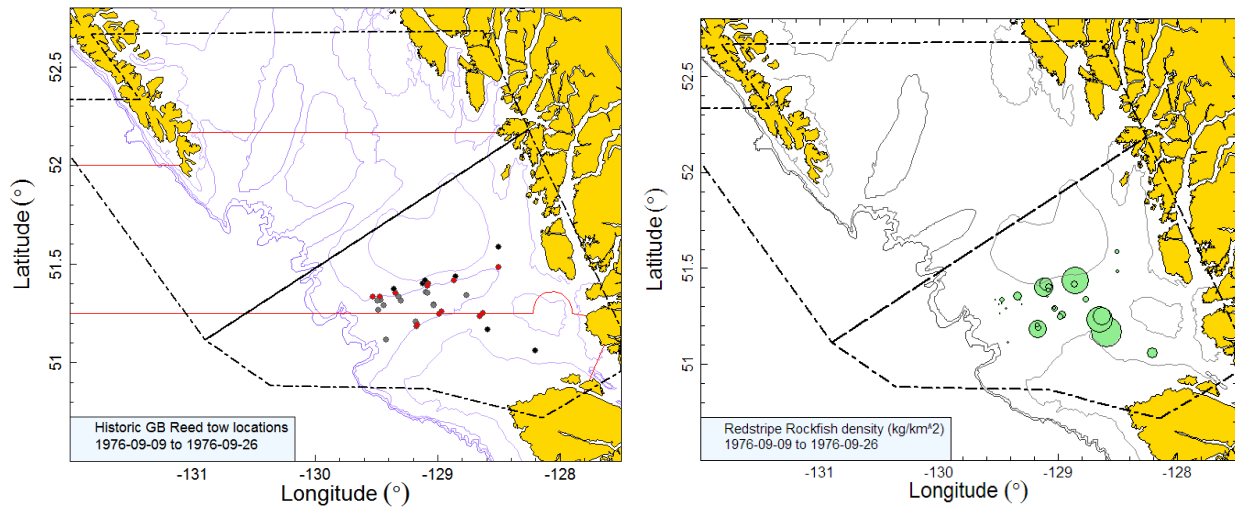 52.5
52
51.5
51
Latitude (°)
-131
-130
-129
-128
Longitude (°)
Historic GB Reed tow locations
1976-09-09 to 1976-09-26
52.5
52
51.5
51
Latitude (°)
-131
-130
-129
-128
Longitude (°)
Redstripe Rockfish density (kg/km^2)
1976-09-09 to 1976-09-26